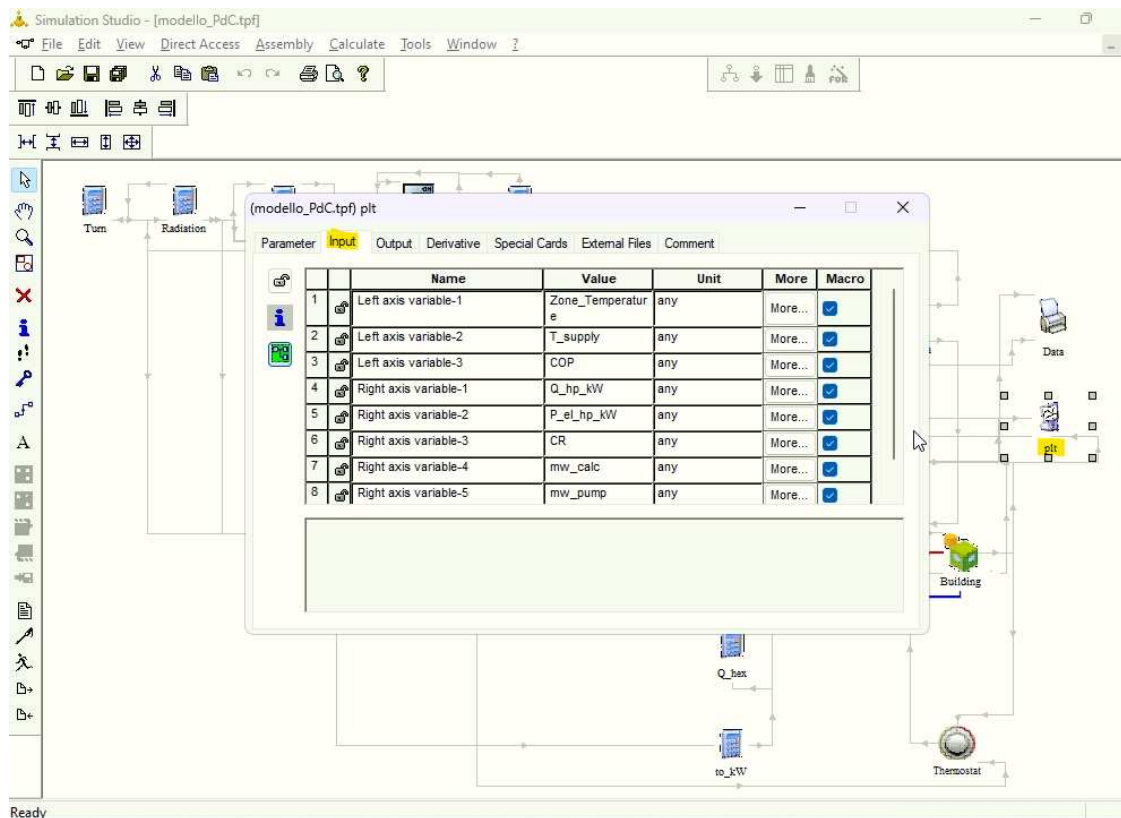 Simulation Studio - [modello_PdC.tpf]
File Edit View Direct Access Assembly Calculate Tools Window ?
FOR
Turn
Radiation
(modello_PdC.tpf) plt
Parameter Input Output Derivative Special Cards External Files Comment
Name Value Unit More Macro
1 Left axis variable-1 Zone_Temperatur any More...
e
2 Left axis variable-2 T_supply any More...
3 Left axis variable-3 COP any More...
4 Right axis variable-1 Q_hp_kW any More...
5 Right axis variable-2 P_el_hp_kW any More...
6 Right axis variable-3 CR any More...
7 Right axis variable-4 mw_calc any More...
8 Right axis variable-5 mw_pump any More...
Data
plt
Building
Q_hex
to_kW
Thermostat
A
Ready